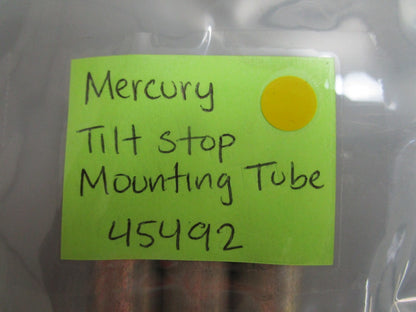 Mercury
Tilt stop
Mounting Tube
45492